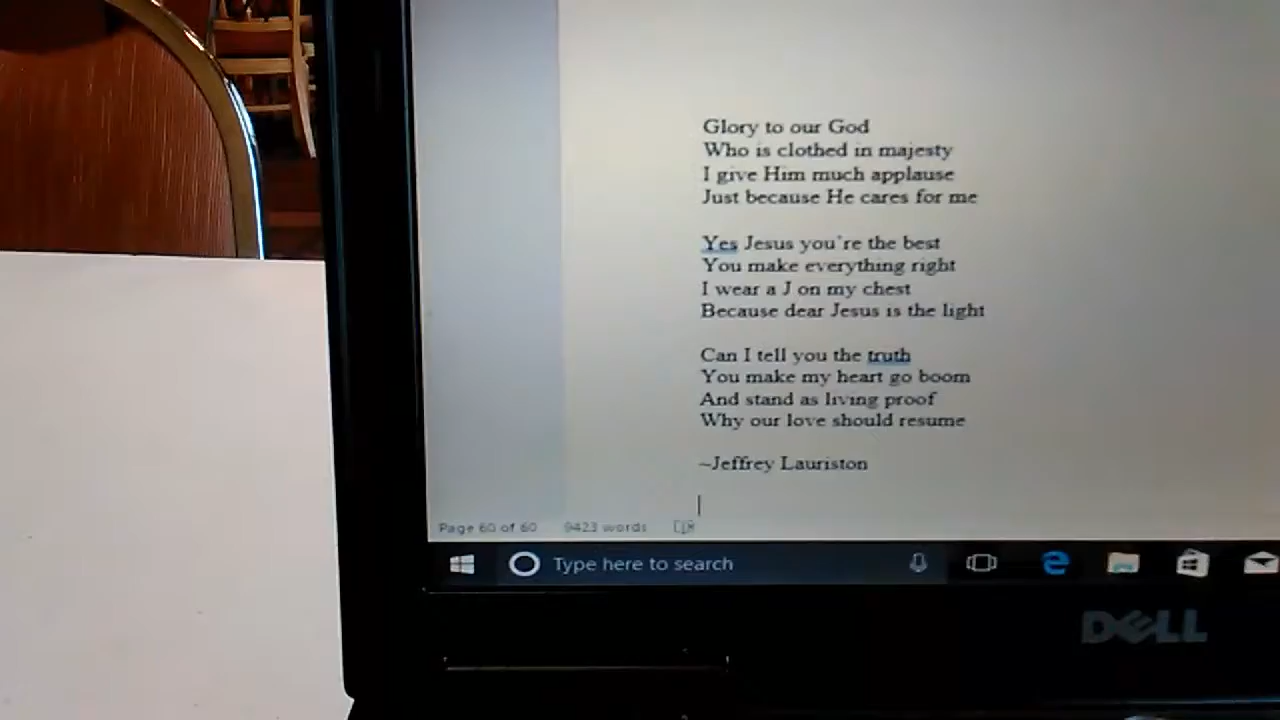 Glory to our God
Who is clothed in majesty
I give Him much applause
Just because He cares for me
Yes Jesus you're the best
You make everything right
I wear a J on my chest
Because dear Jesus is the light
Can I tell you the truth
You make my heart go boom
And stand as living proof
Why our love should resume
~Jeffrey Lauriston
Page 60 of 60 9423 words
Type here to search
DELL